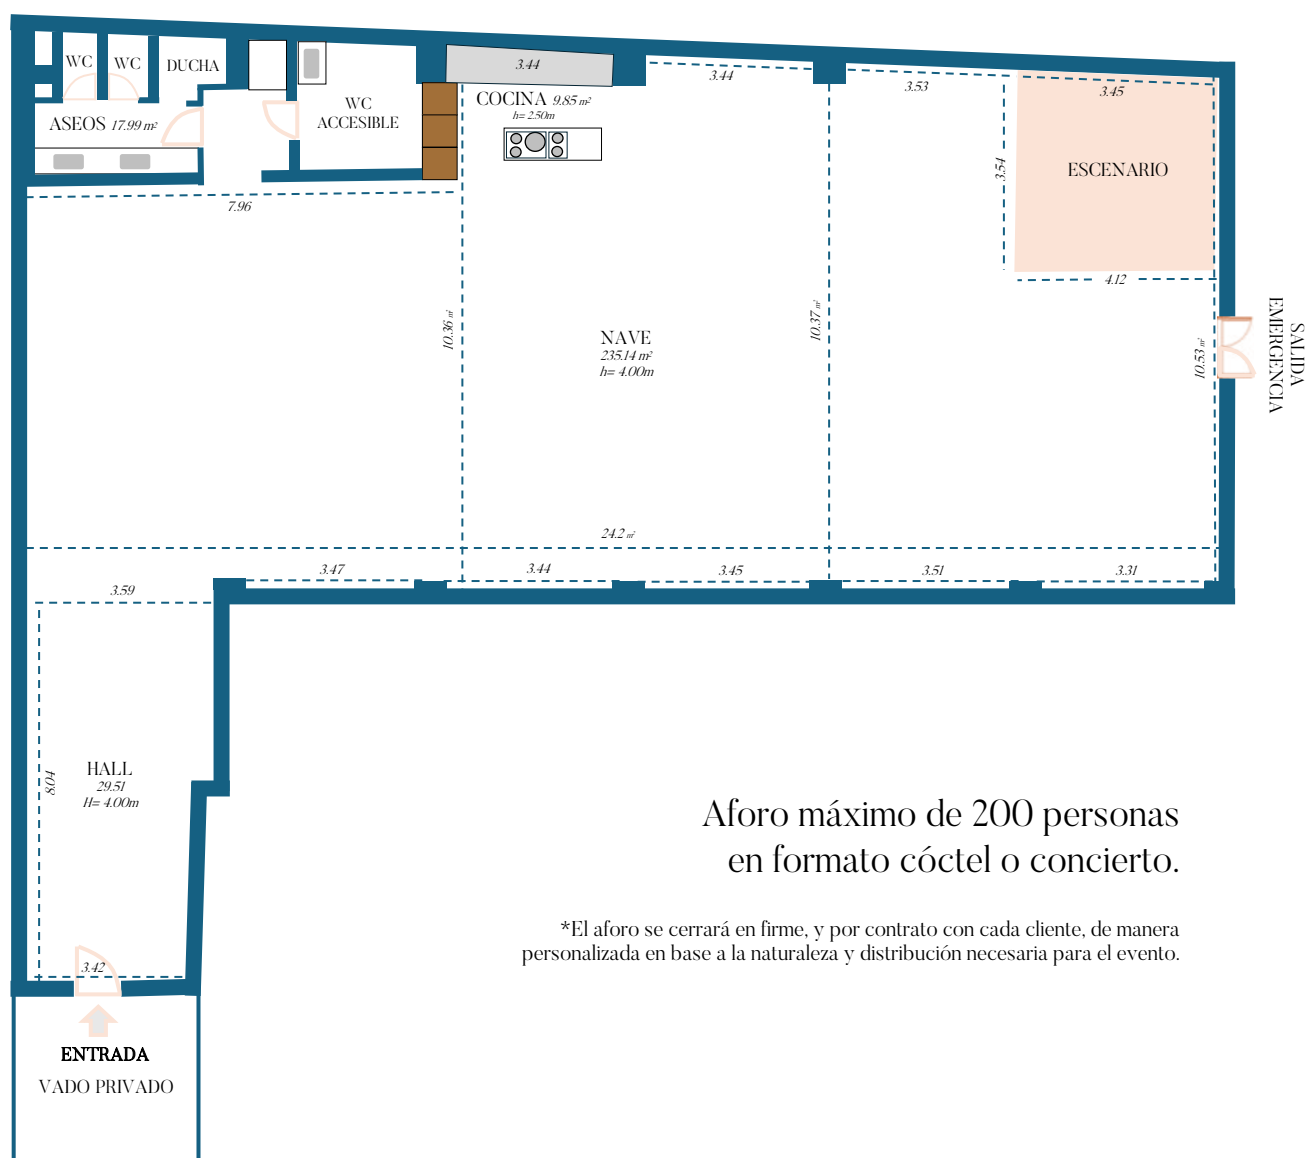 WC
WC
DUCHA
3.44
3.44
3.53
3.45
ASEOS 17.99 m²
WC
ACCESIBLE
COCINA 9.85 m²
h= 2.50m
3.54
ESCENARIO
7.96
4.12
10.36 m²
NAVE
235.14 m²
h= 4.00m
10.37 m²
10.53 m²
SALIDA
EMERGENCIA
24.2 m²
3.47
3.44
3.45
3.51
3.31
3.59
8.04
HALL
29.51
H= 4.00m
Aforo máximo de 200 personas
en formato cóctel o concierto.
*El aforo se cerrará en firme, y por contrato con cada cliente, de manera
personalizada en base a la naturaleza y distribución necesaria para el evento.
3.42
ENTRADA
VADO PRIVADO